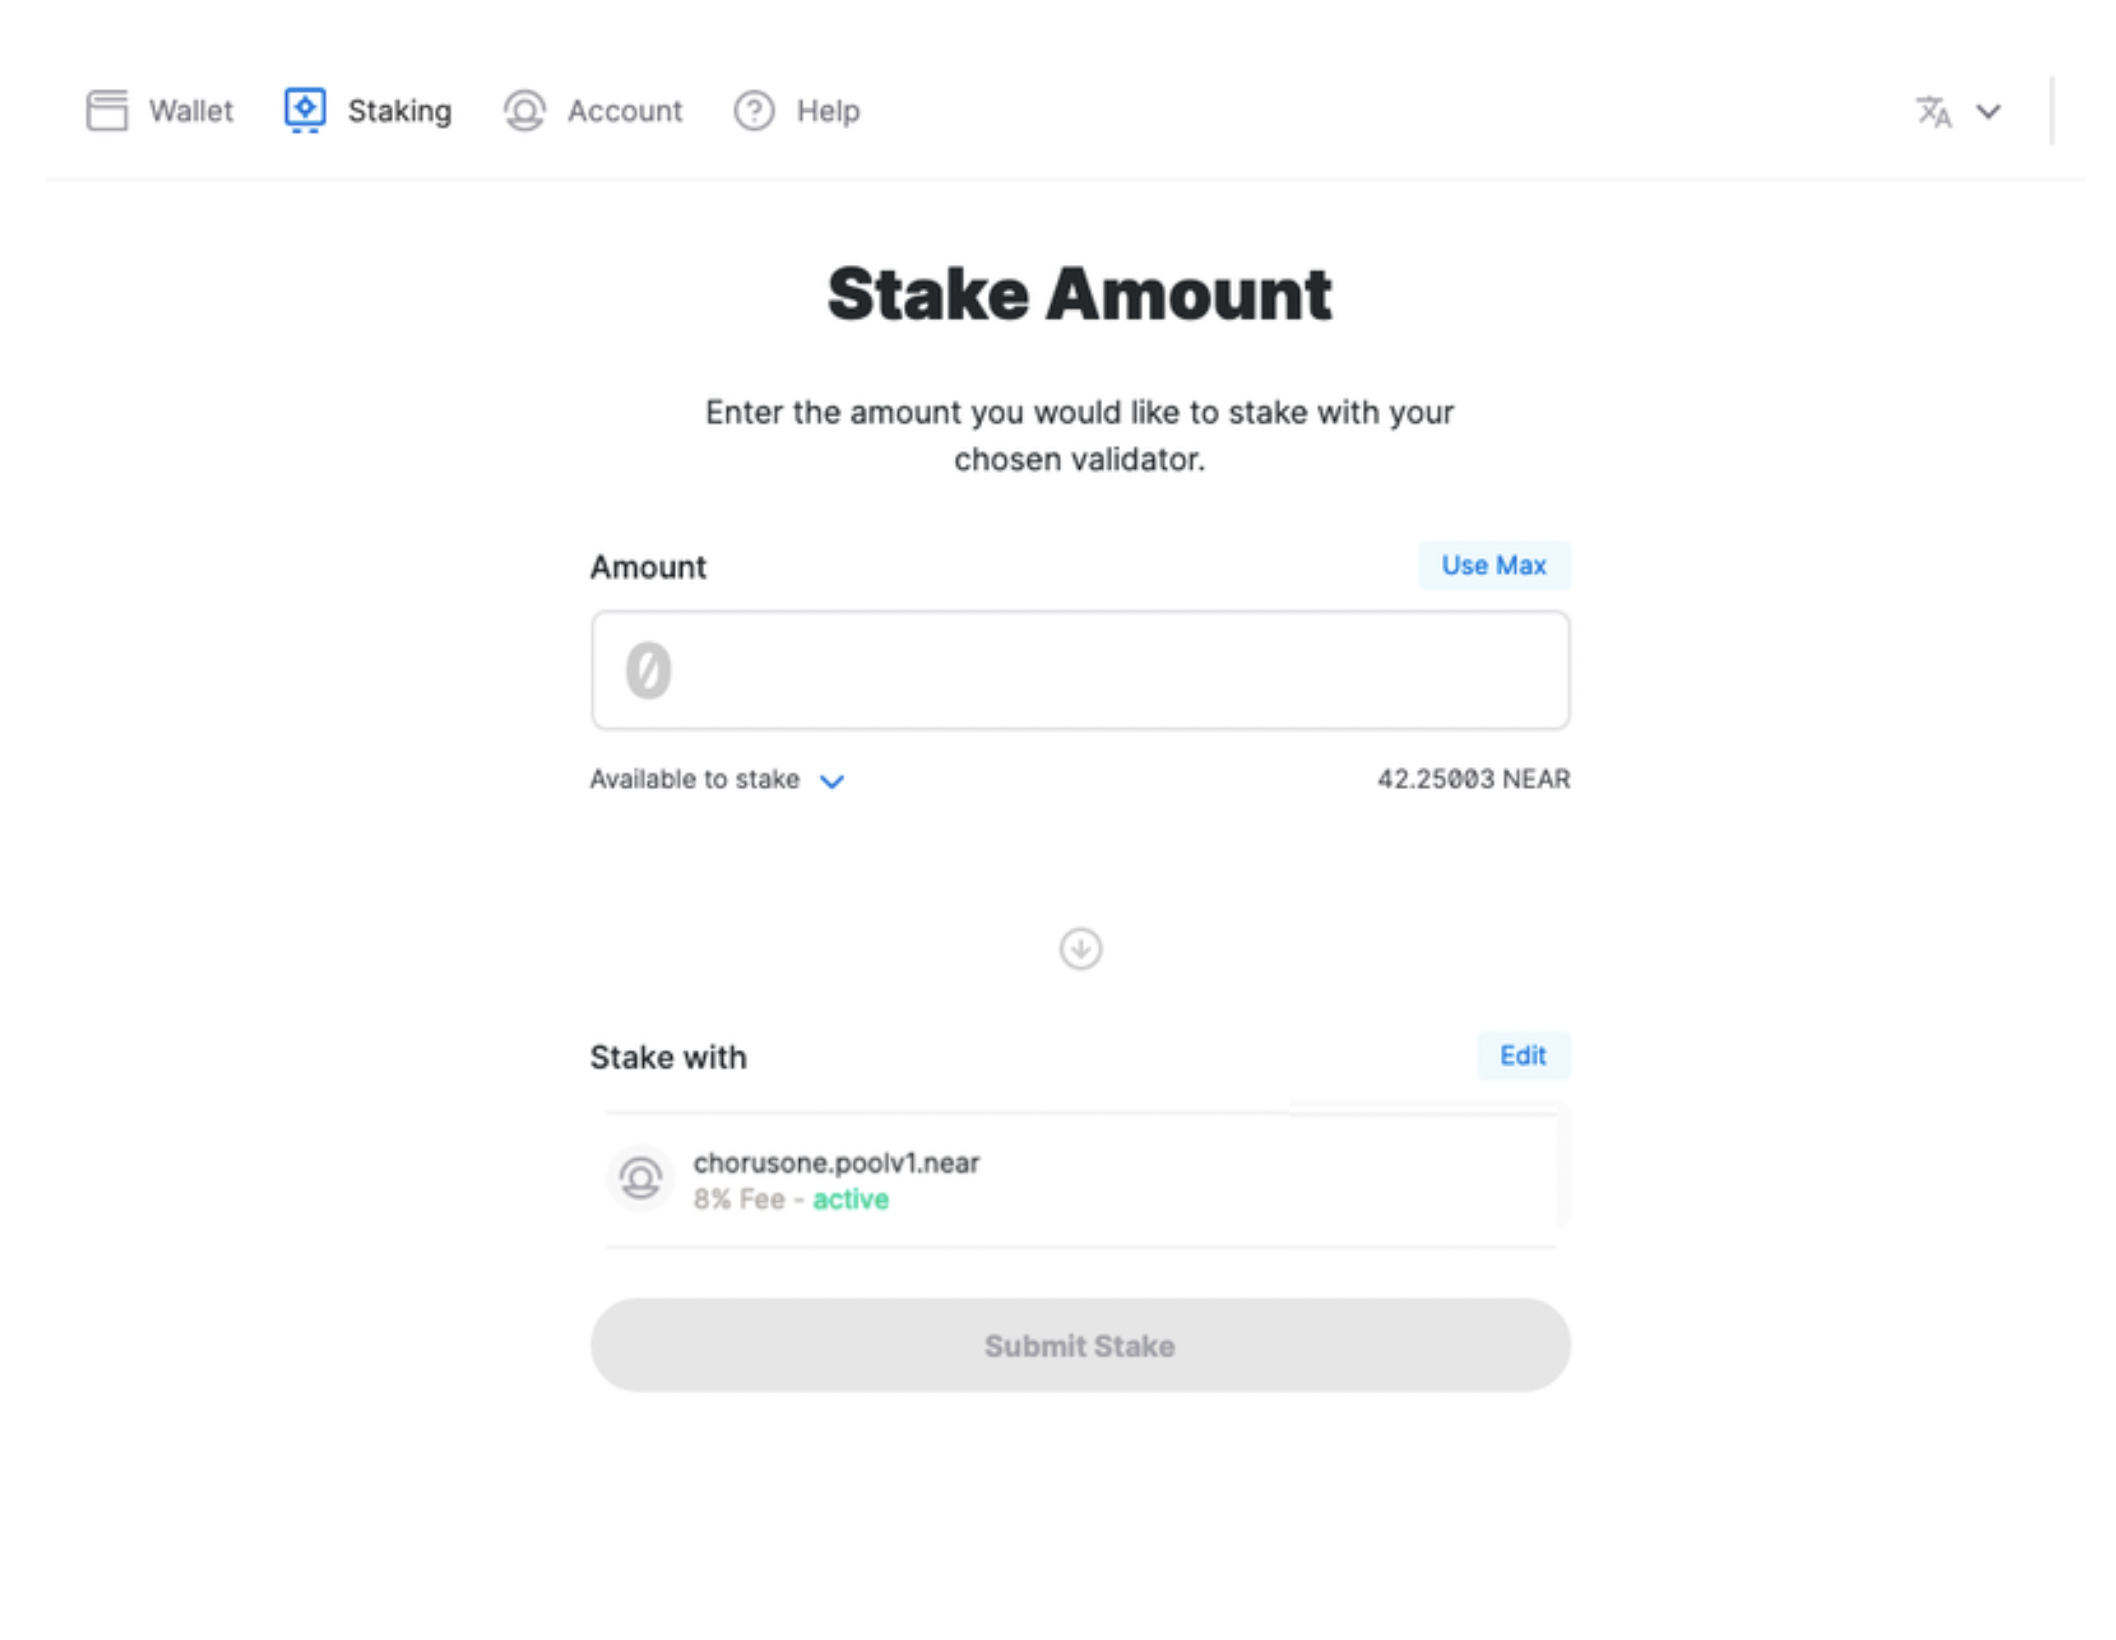 Wallet Staking Account Help
Stake Amount
Enter the amount you would like to stake with your
chosen validator.
Amount Use Max
0
Available to stake 42.25003 NEAR
Stake with Edit
chorusone.poolv1.near
8% Fee - active
Submit Stake